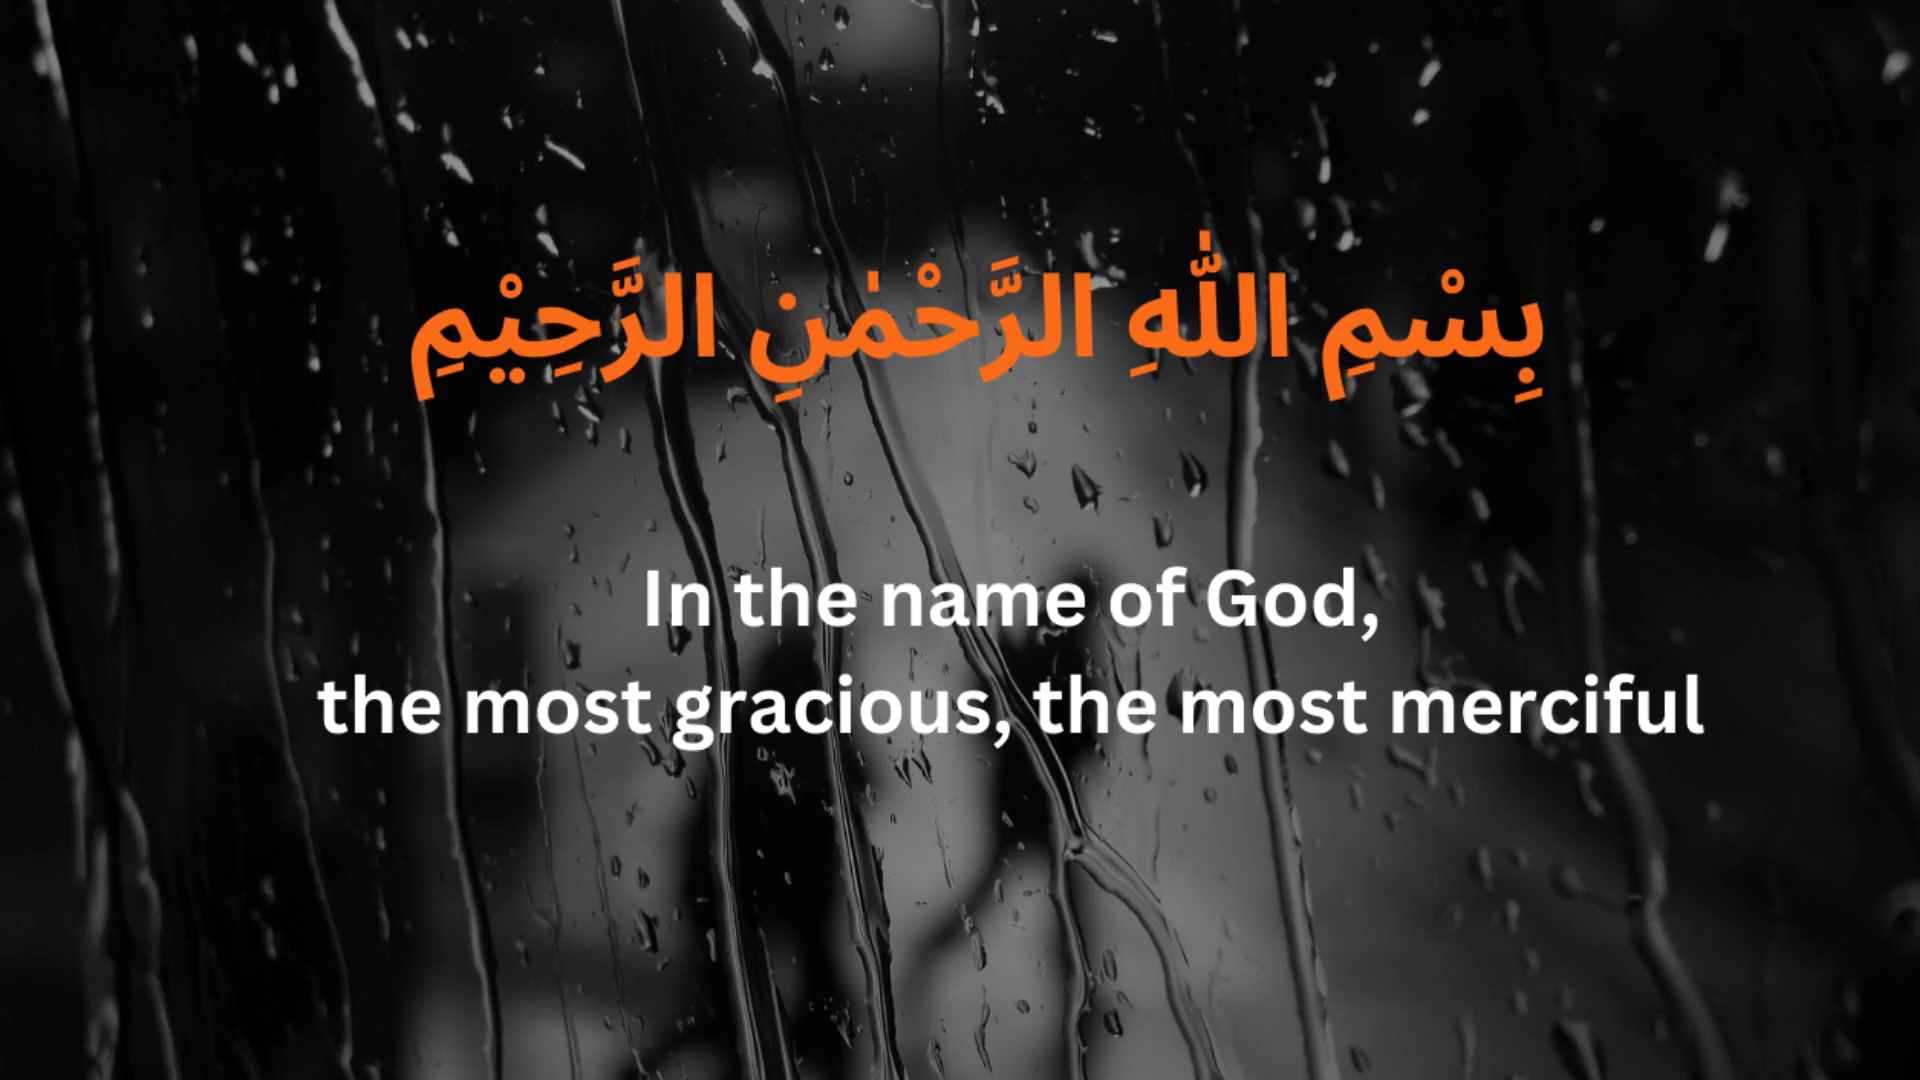 بِسْمِ اللّٰهِ الرَّحْمٰنِ الرَّحِيْمِ
In the name of God,
the most gracious, the most merciful